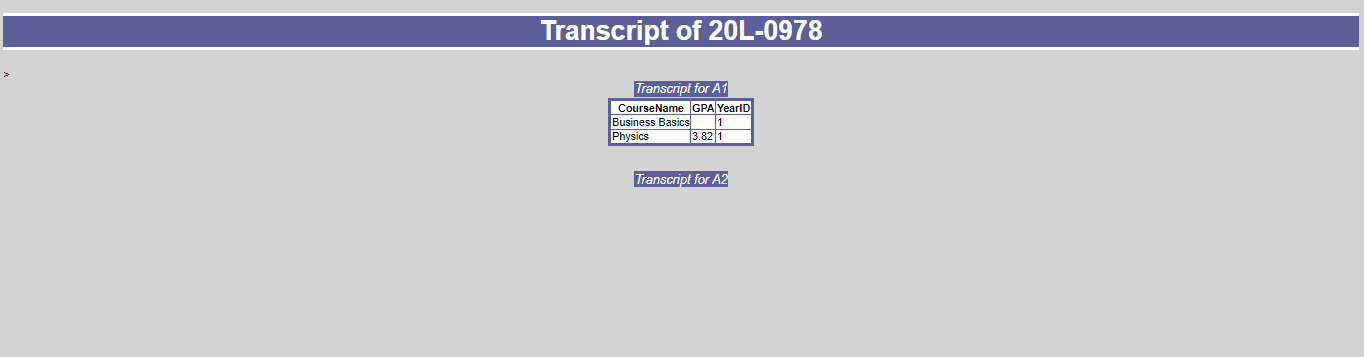 Transcript of 20L-0978
>
Transcript for A1
CourseName GPA YearID
Business Basics 1
Physics 3.82 1
Transcript for A2